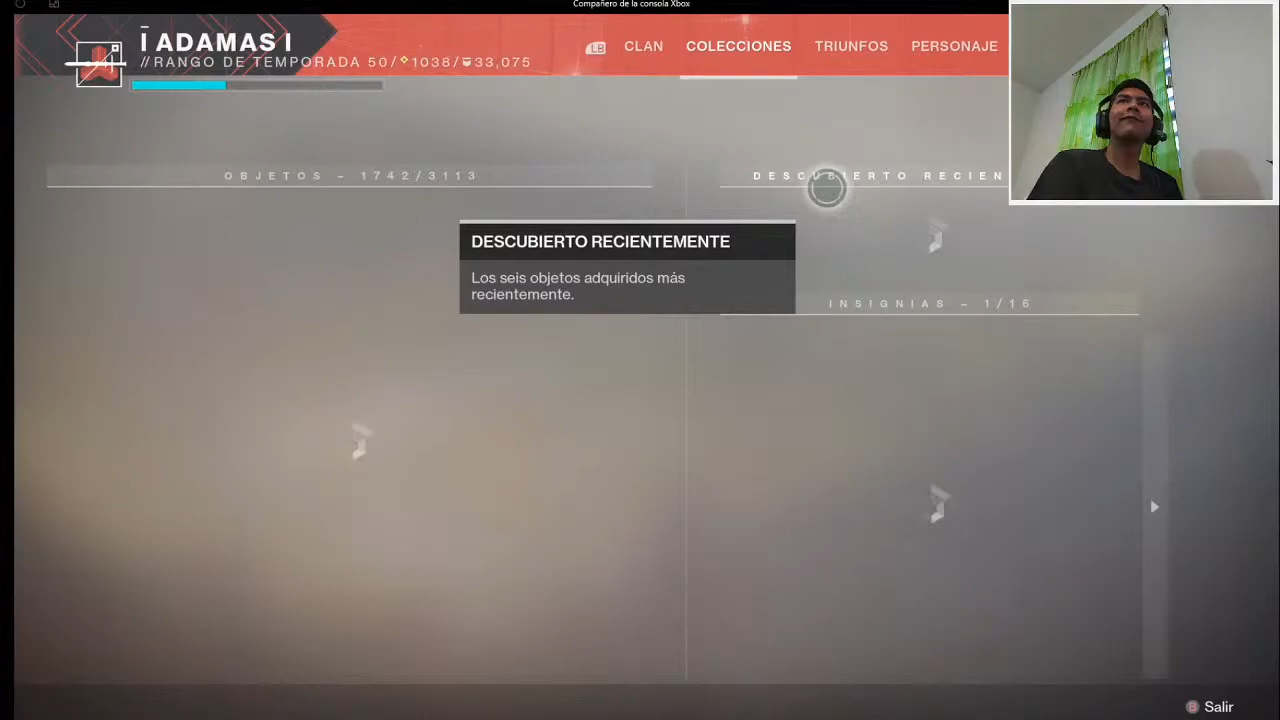 Compañero de la consola Xbox
I ADAMAS I
//RANGO DE TEMPORADA 50/1038/33,075
LB CLAN COLECCIONES TRIUNFOS PERSONAJE
OBJETOS - 1742/3113
DESCUBIERTO RECIEN
DESCUBIERTO RECIENTEMENTE
Los seis objetos adquiridos más
recientemente.
INSIGNIAS - 1/16
B Salir